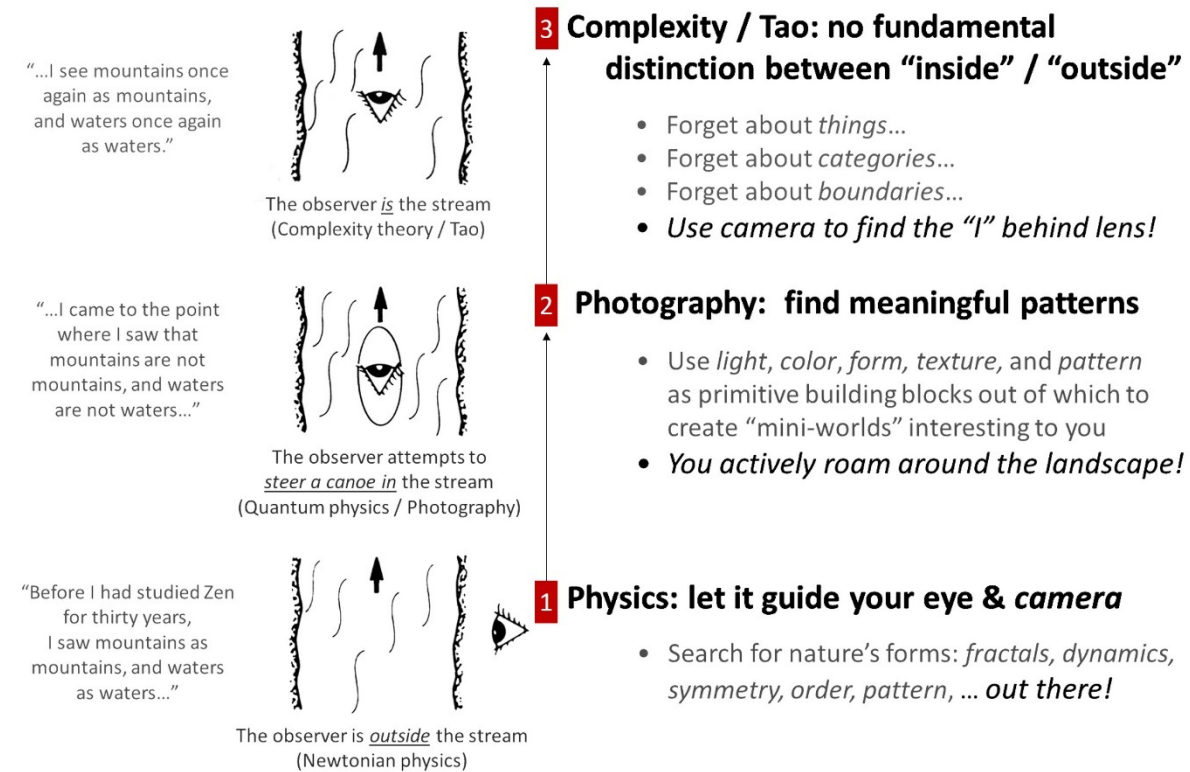 3 Complexity / Tao: no fundamental
distinction between “inside” / “outside”
“...I see mountains once
again as mountains,
and waters once again
as waters.”
The observer is the stream
(Complexity theory / Tao)
• Forget about things...
• Forget about categories...
• Forget about boundaries...
• Use camera to find the “I” behind lens!
2 Photography: find meaningful patterns
“...I came to the point
where I saw that
mountains are not
mountains, and waters
are not waters...”
The observer attempts to
steer a canoe in the stream
(Quantum physics / Photography)
• Use light, color, form, texture, and pattern
as primitive building blocks out of which to
create “mini-worlds” interesting to you
• You actively roam around the landscape!
1 Physics: let it guide your eye & camera
“Before I had studied Zen
for thirty years,
I saw mountains as
mountains, and waters
as waters...”
The observer is outside the stream
(Newtonian physics)
• Search for nature’s forms: fractals, dynamics,
symmetry, order, pattern, ... out there!